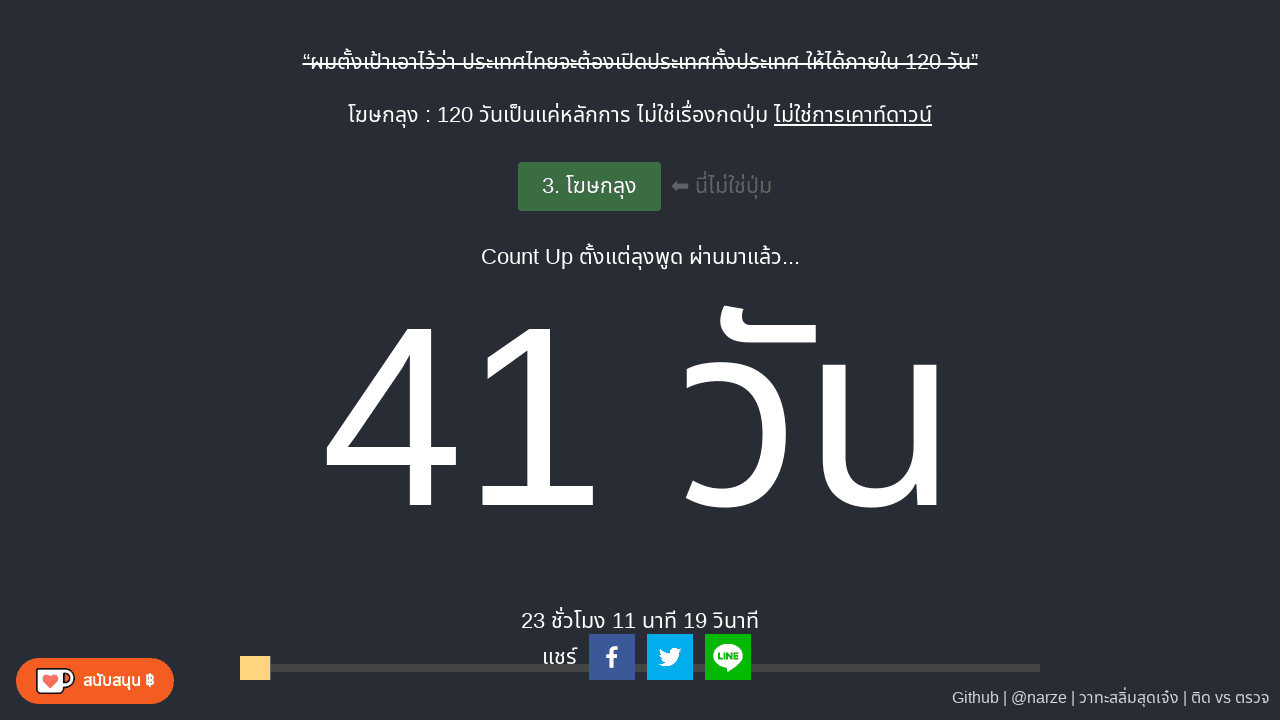 “ผมตั้งเป้าเอาไว้ว่า ประเทศไทยจะต้องเปิดประเทศทั้งประเทศ ให้ได้ภายใน 120 วัน”
โฆษกลุง : 120 วันเป็นแค่หลักการ ไม่ใช่เรื่องกดปุ่ม ไม่ใช่การเคาท์ดาวน์
3. โฆษกลุง ⬅ นี่ไม่ใช่ปุ่ม
Count Up ตั้งแต่ลุงพูด ผ่านมาแล้ว...
41 วัน
23 ชั่วโมง 11 นาที 19 วินาที
แชร์
LINE
สนับสนุน ฿
Github | @narze | วาทะสลิ่มสุดเจ๋ง | ติด vs ตรวจ